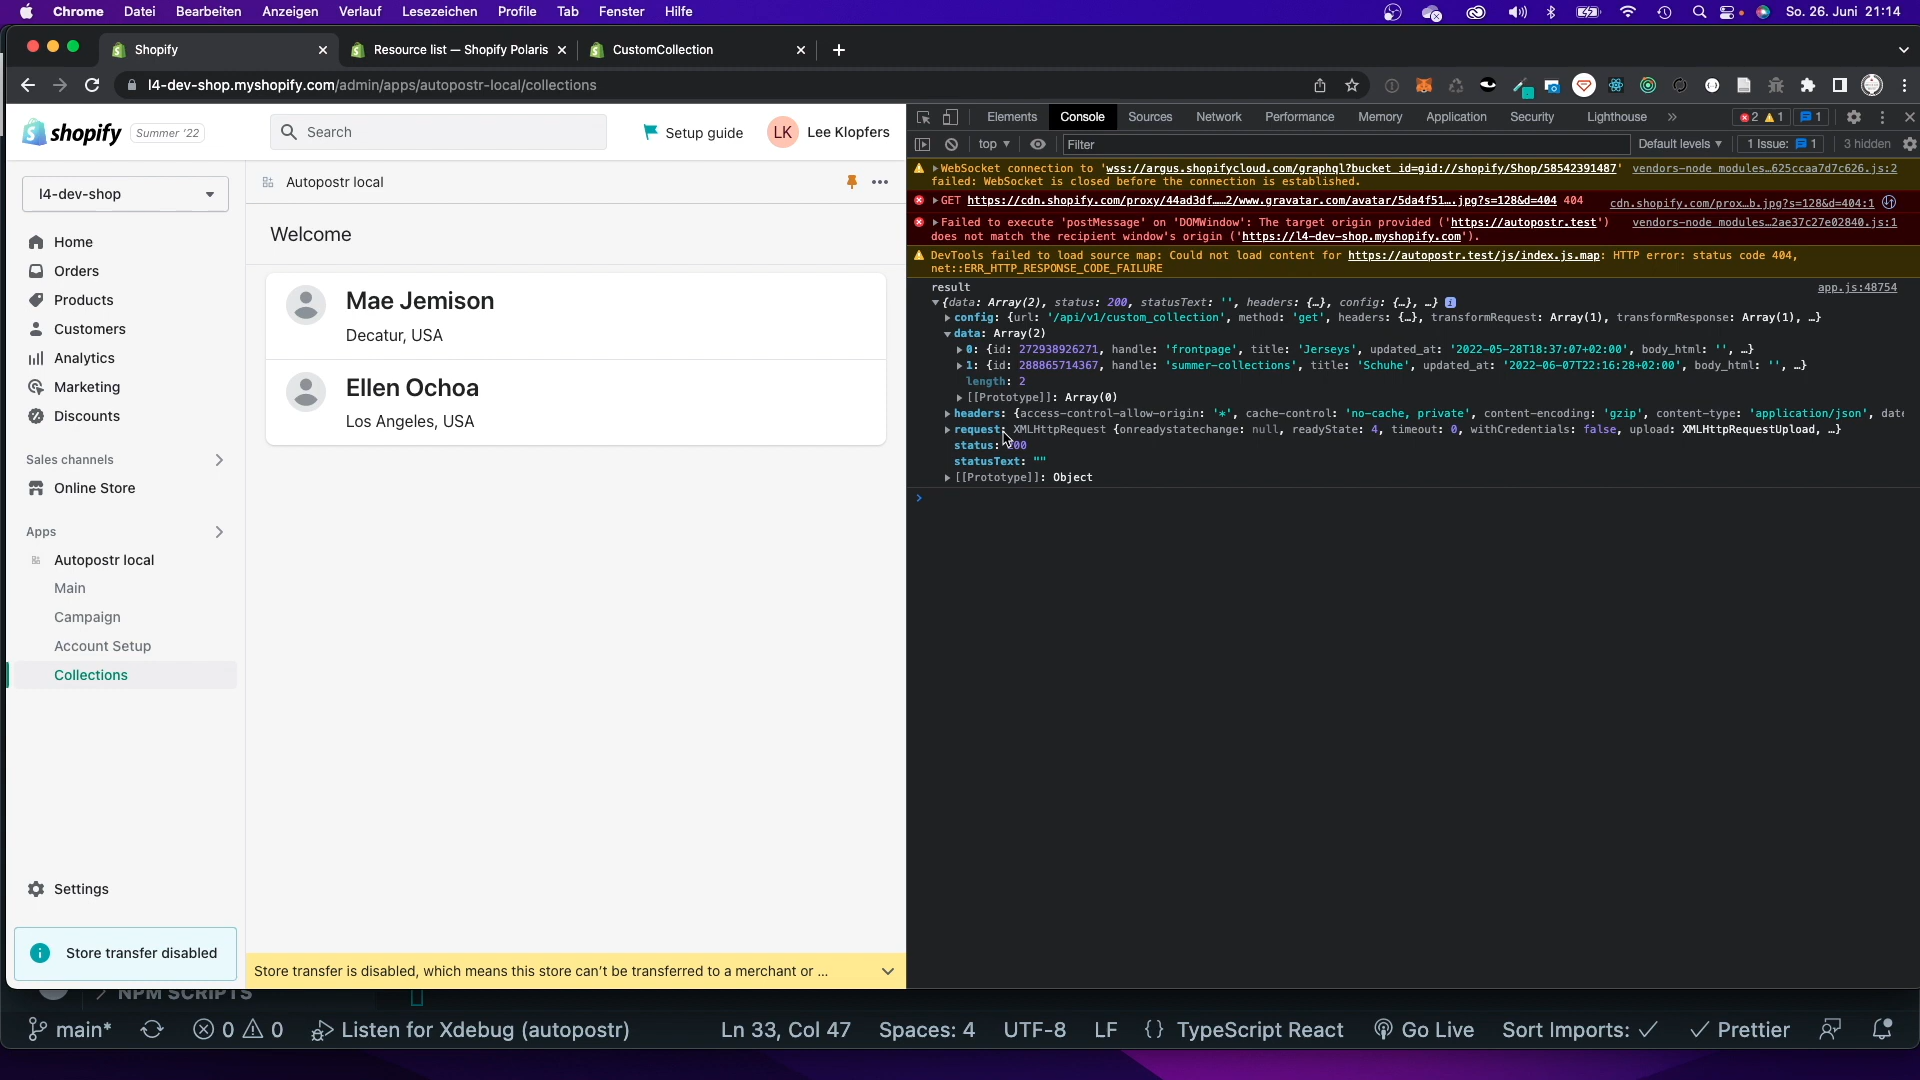 Chrome Datei Bearbeiten Anzeigen Verlauf Lesezeichen Profile Tab Fenster Hilfe So. 26. Juni 21:14
Shopify Resource list — Shopify Polaris CustomCollection
l4-dev-shop.myshopify.com/admin/apps/autopostr-local/collections
shopify Summer '22 Search Setup guide LK Lee Klopfers
l4-dev-shop
Home
Orders
Products
Customers
Analytics
Marketing
Discounts
Sales channels
Online Store
Apps
Autopostr local
Main
Campaign
Account Setup
Collections
Settings
Store transfer disabled
Autopostr local
Welcome
Mae Jemison
Decatur, USA
Ellen Ochoa
Los Angeles, USA
Store transfer is disabled, which means this store can't be transferred to a merchant or ...
Elements Console Sources Network Performance Memory Application Security Lighthouse » 2 1 1
top Filter Default levels 1 Issue: 1 3 hidden
WebSocket connection to 'wss://argus.shopifycloud.com/graphql?bucket_id=gid://shopify/Shop/58542391487' vendors-node_modules…625ccaa7d7c626.js:2
failed: WebSocket is closed before the connection is established.
GET https://cdn.shopify.com/proxy/44ad3df……2/www.gravatar.com/avatar/5da4f51….jpg?s=128&d=404 404 cdn.shopify.com/prox…b.jpg?s=128&d=404:1
Failed to execute 'postMessage' on 'DOMWindow': The target origin provided ('https://autopostr.test') vendors-node_modules…2ae37c27e02840.js:1
does not match the recipient window's origin ('https://l4-dev-shop.myshopify.com').
DevTools failed to load source map: Could not load content for https://autopostr.test/js/index.js.map: HTTP error: status code 404,
net::ERR_HTTP_RESPONSE_CODE_FAILURE
result app.js:48754
{data: Array(2), status: 200, statusText: '', headers: {…}, config: {…}, …}
config: {url: '/api/v1/custom_collection', method: 'get', headers: {…}, transformRequest: Array(1), transformResponse: Array(1), …}
data: Array(2)
0: {id: 272938926271, handle: 'frontpage', title: 'Jerseys', updated_at: '2022-05-28T18:37:07+02:00', body_html: '', …}
1: {id: 288865714367, handle: 'summer-collections', title: 'Schuhe', updated_at: '2022-06-07T22:16:28+02:00', body_html: '', …}
length: 2
[[Prototype]]: Array(0)
headers: {access-control-allow-origin: '*', cache-control: 'no-cache, private', content-encoding: 'gzip', content-type: 'application/json', date
request: XMLHttpRequest {onreadystatechange: null, readyState: 4, timeout: 0, withCredentials: false, upload: XMLHttpRequestUpload, …}
status: 200
statusText: ""
[[Prototype]]: Object
NPM SCRIPTS
main* 0 0 Listen for Xdebug (autopostr) Ln 33, Col 47 Spaces: 4 UTF-8 LF {} TypeScript React Go Live Sort Imports: ✓ ✓ Prettier